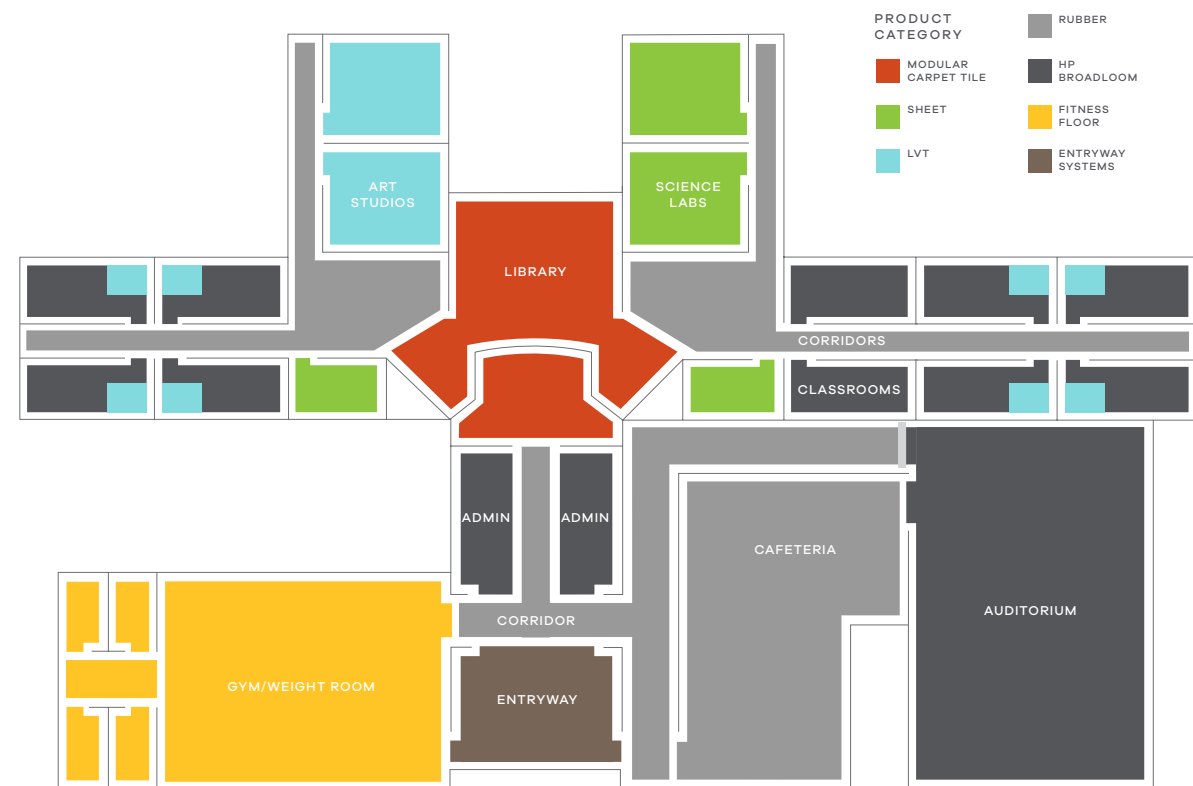 PRODUCT
CATEGORY
MODULAR
CARPET TILE
SHEET
LVT
RUBBER
HP
BROADLOOM
FITNESS
FLOOR
ENTRYWAY
SYSTEMS
ART
STUDIOS
SCIENCE
LABS
LIBRARY
CORRIDORS
CLASSROOMS
ADMIN
ADMIN
CAFETERIA
AUDITORIUM
CORRIDOR
GYM/WEIGHT ROOM
ENTRYWAY